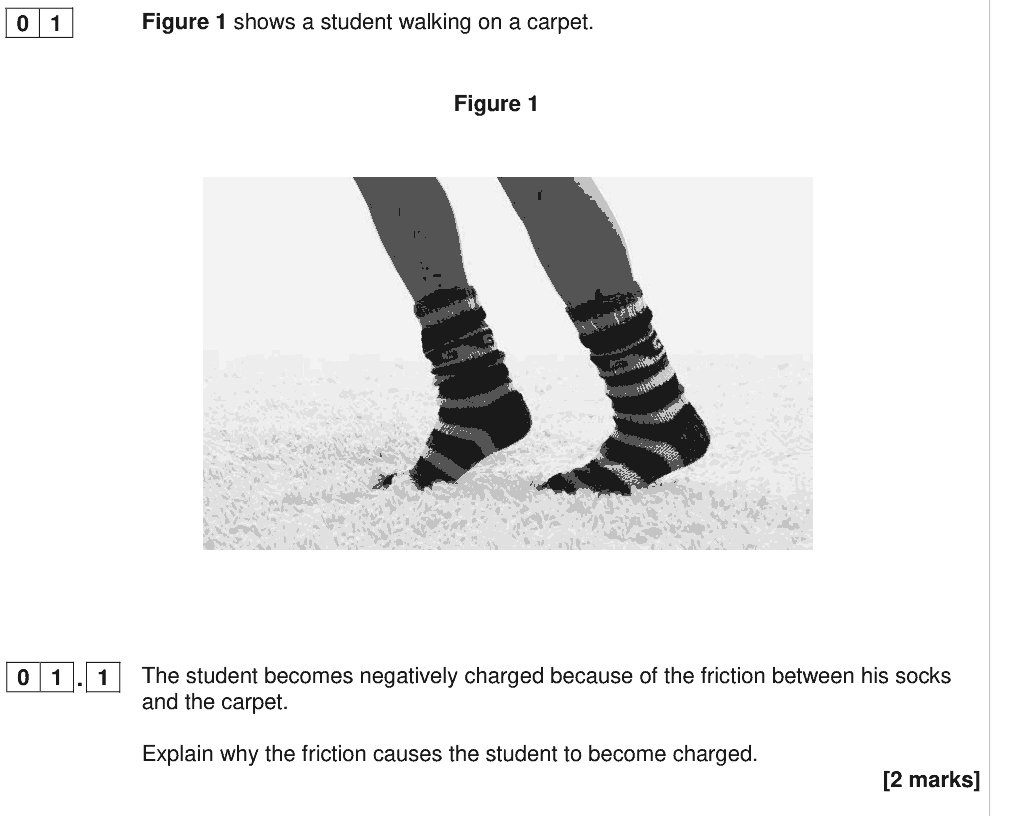 0 1 Figure 1 shows a student walking on a carpet.
Figure 1
0 1 . 1 The student becomes negatively charged because of the friction between his socks
and the carpet.
Explain why the friction causes the student to become charged.
[2 marks]